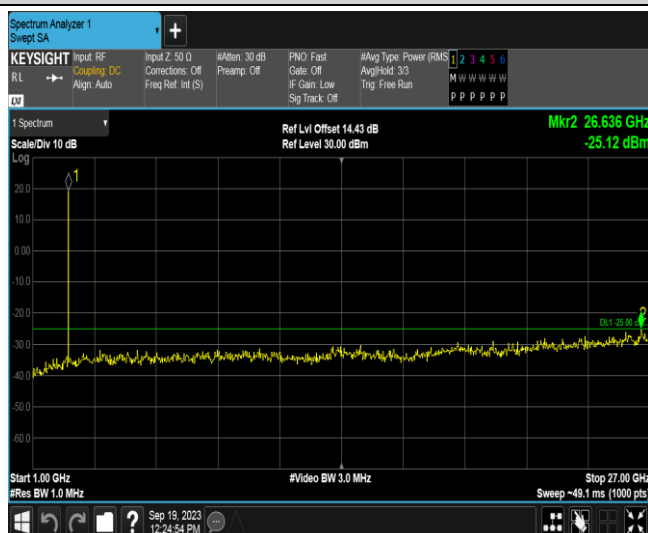 Spectrum Analyzer 1
Swept SA
+
KEYSIGHT
RL
LXI
Input: RF
Coupling: DC
Align: Auto
Input Z: 50 Ω
Corrections: Off
Freq Ref: Int (S)
#Atten: 30 dB
Preamp: Off
PNO: Fast
Gate: Off
IF Gain: Low
Sig Track: Off
#Avg Type: Power (RMS
Avg|Hold: 3/3
Trig: Free Run
1 2 3 4 5 6
M W W W W W
P P P P P P
1 Spectrum
Scale/Div 10 dB
Log
Ref Lvl Offset 14.43 dB
Ref Level 30.00 dBm
Mkr2 26.636 GHz
-25.12 dBm
1
20.0
10.0
0.00
-10.0
-20.0
-30.0
-40.0
-50.0
-60.0
2
DL1 -25.00
Start 1.00 GHz
#Res BW 1.0 MHz
#Video BW 3.0 MHz
Stop 27.00 GHz
Sweep ~49.1 ms (1000 pts)
?
Sep 19, 2023
12:24:54 PM